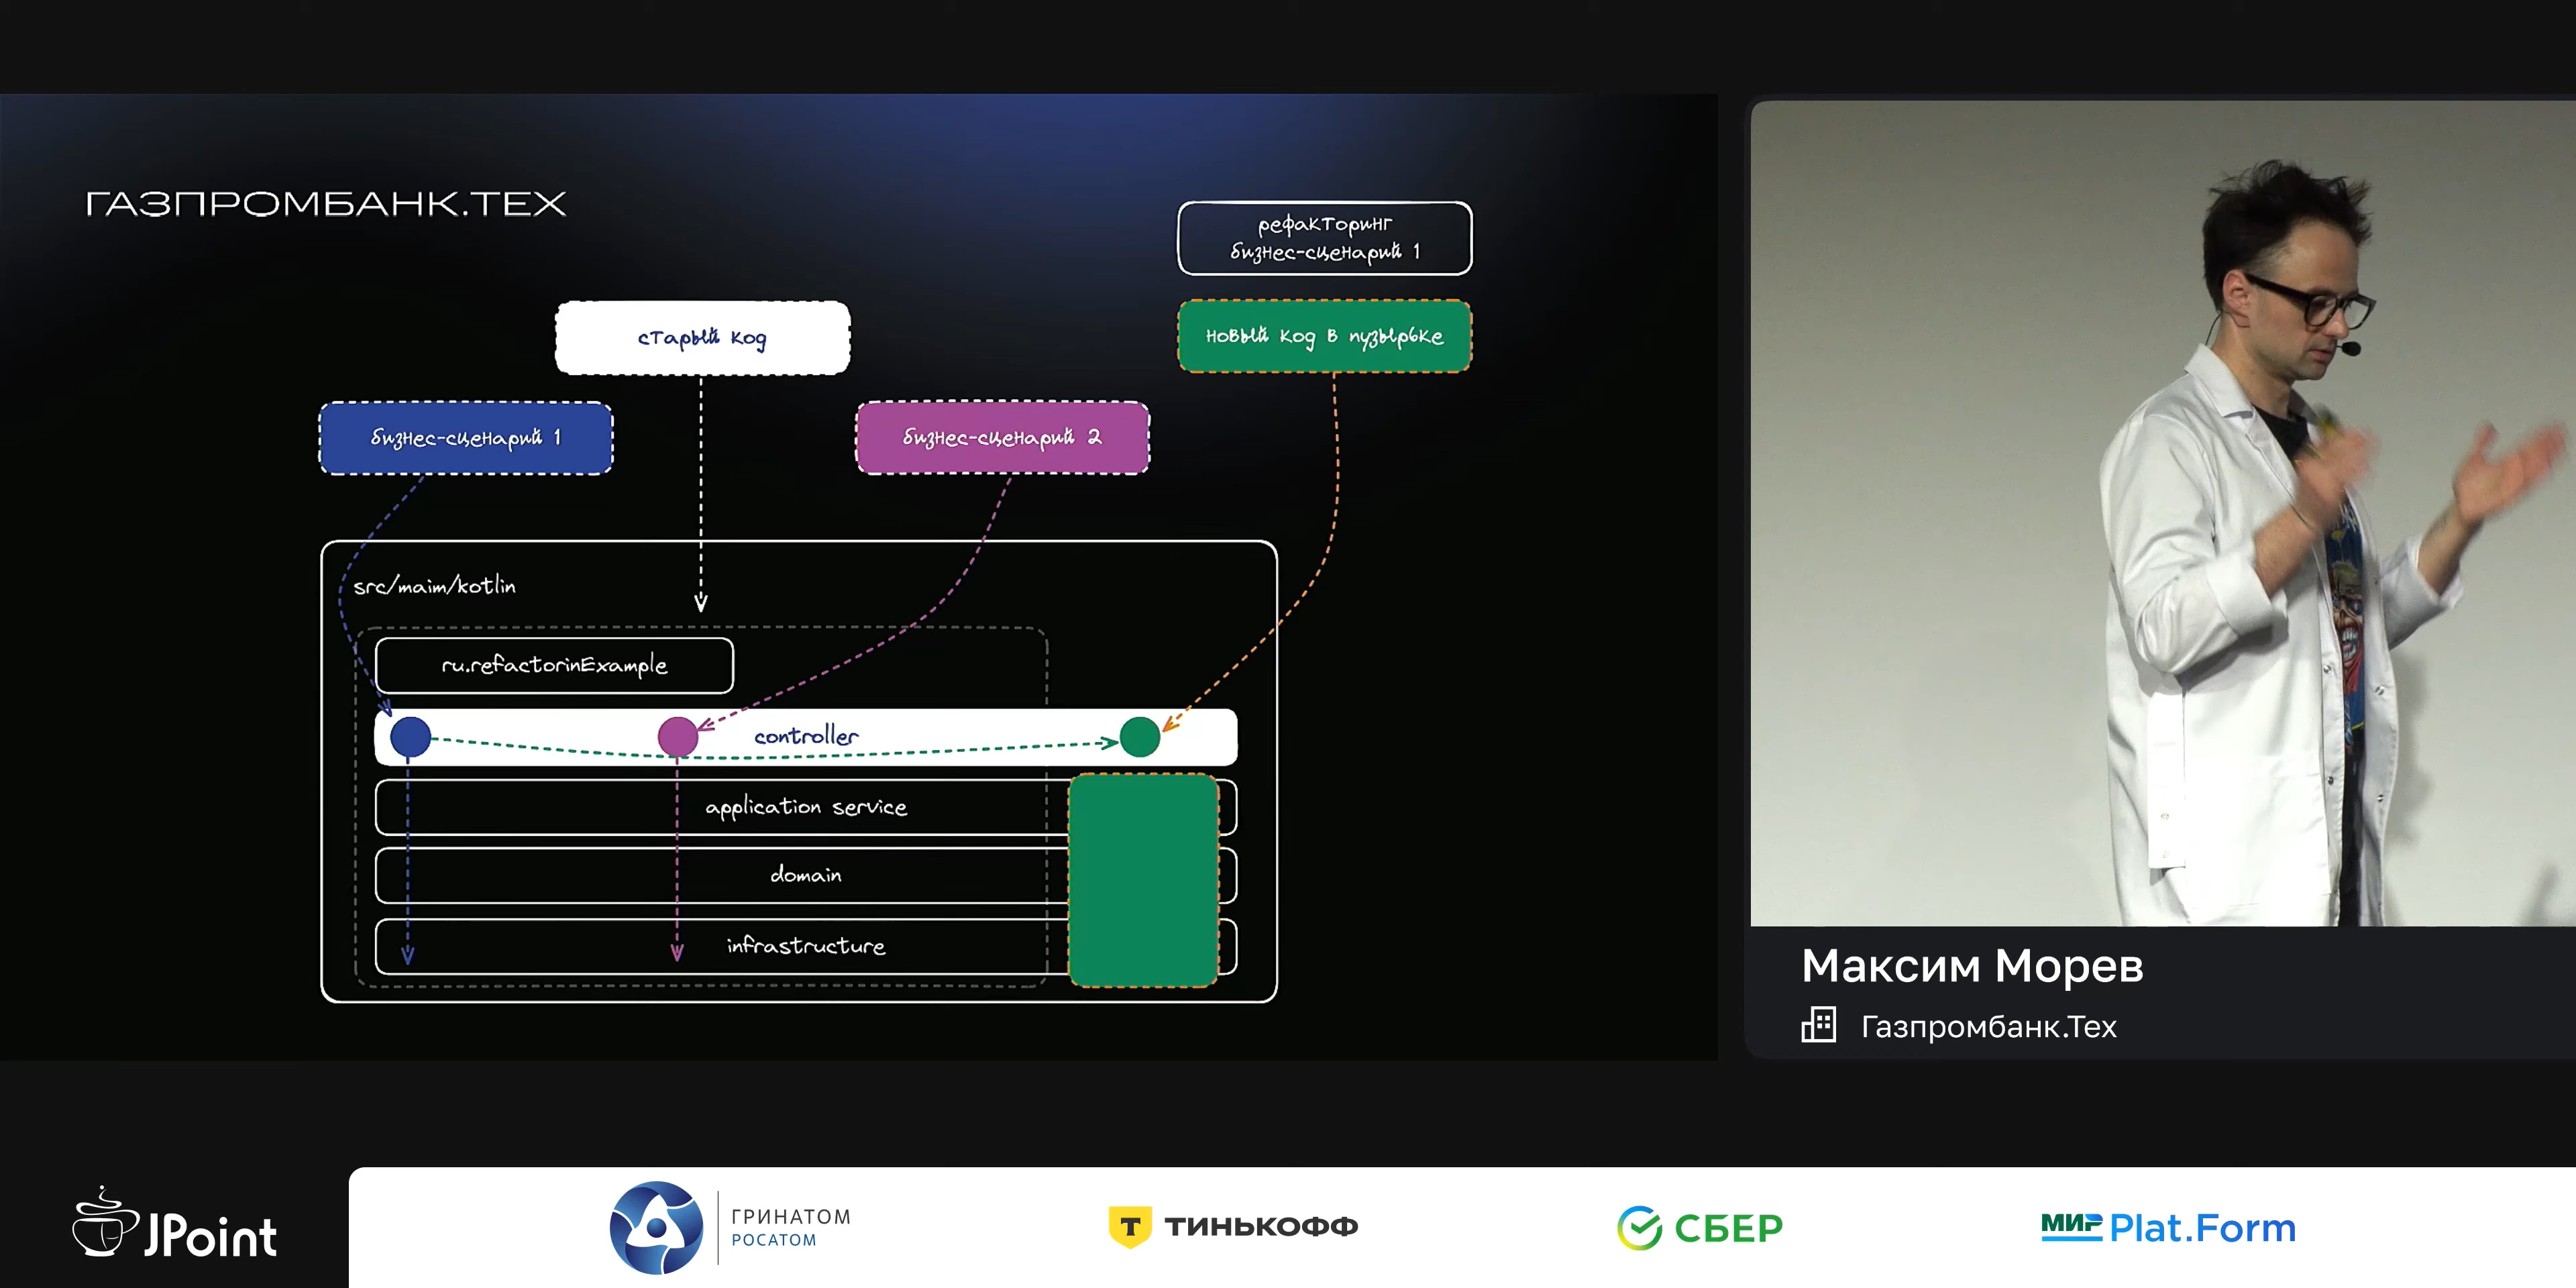 ГАЗПРОМБАНК.ТЕХ
рефакторинг
бизнес-сценарий 1
старый код
новый код в пузырьке
бизнес-сценарий 1
бизнес-сценарий 2
src/maim/kotlin
ru.refactorinExample
controller
application service
domain
infrastructure
Максим Морев
Газпромбанк.Тех
JPoint
ГРИНАТОМ
РОСАТОМ
Т ТИНЬКОФФ
СБЕР
МИР Plat.Form